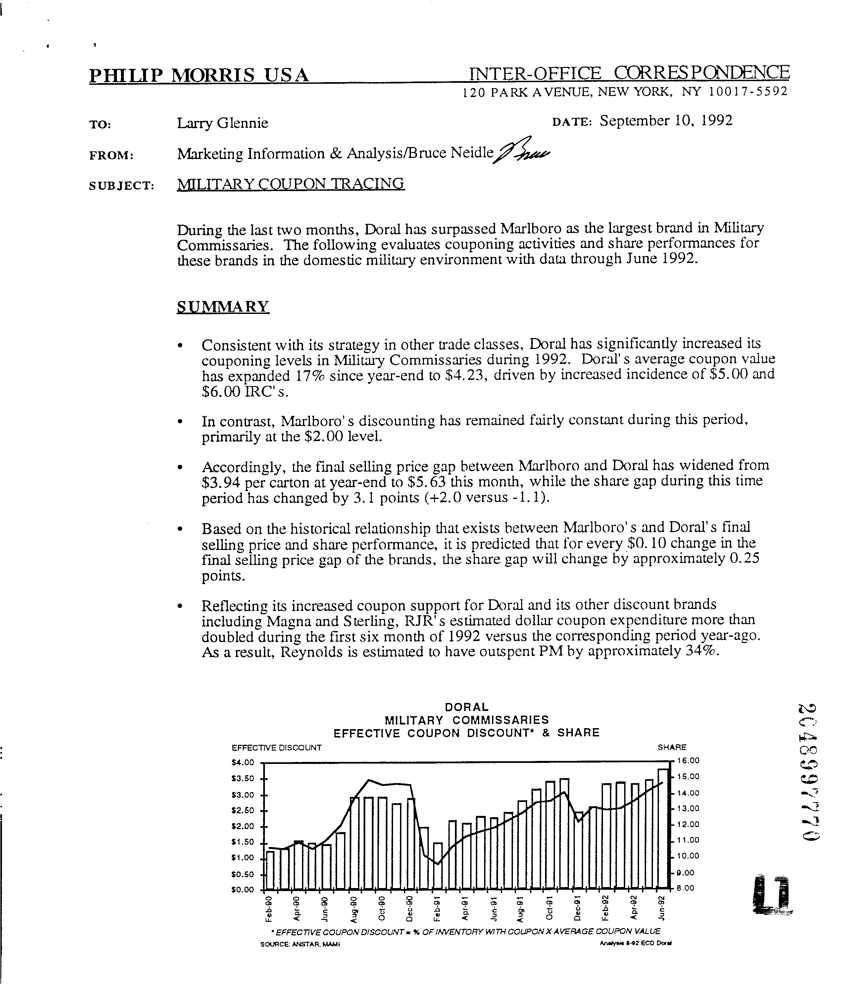 PHILIP MORRIS USA INTER-OFFICE CORRESPONDENCE
120 PARK AVENUE, NEW YORK, NY 10017-5592
TO: Larry Glennie DATE: September 10, 1992
FROM: Marketing Information & Analysis/Bruce Neidle Bruce
SUBJECT: MILITARY COUPON TRACING
During the last two months, Doral has surpassed Marlboro as the largest brand in Military
Commissaries. The following evaluates couponing activities and share performances for
these brands in the domestic military environment with data through June 1992.
SUMMARY
• Consistent with its strategy in other trade classes, Doral has significantly increased its
couponing levels in Military Commissaries during 1992. Doral's average coupon value
has expanded 17% since year-end to $4.23, driven by increased incidence of $5.00 and
$6.00 IRC's.
• In contrast, Marlboro's discounting has remained fairly constant during this period,
primarily at the $2.00 level.
• Accordingly, the final selling price gap between Marlboro and Doral has widened from
$3.94 per carton at year-end to $5.63 this month, while the share gap during this time
period has changed by 3.1 points (+2.0 versus -1.1).
• Based on the historical relationship that exists between Marlboro's and Doral's final
selling price and share performance, it is predicted that for every $0.10 change in the
final selling price gap of the brands, the share gap will change by approximately 0.25
points.
• Reflecting its increased coupon support for Doral and its other discount brands
including Magna and Sterling, RJR's estimated dollar coupon expenditure more than
doubled during the first six month of 1992 versus the corresponding period year-ago.
As a result, Reynolds is estimated to have outspent PM by approximately 34%.
DORAL
MILITARY COMMISSARIES
EFFECTIVE COUPON DISCOUNT* & SHARE
EFFECTIVE DISCOUNT SHARE
$4.00 16.00
$3.50 15.00
$3.00 14.00
$2.50 13.00
$2.00 12.00
$1.50 11.00
$1.00 10.00
$0.50 9.00
$0.00 8.00
Feb-90 Apr-90 Jun-90 Aug-90 Oct-90 Dec-90 Feb-91 Apr-91 Jun-91 Aug-91 Oct-91 Dec-91 Feb-92 Apr-92 Jun-92
* EFFECTIVE COUPON DISCOUNT = % OF INVENTORY WITH COUPON X AVERAGE COUPON VALUE
SOURCE: ANSTAR, MAMI Analysis 8-92 ECD Doral
2048997770